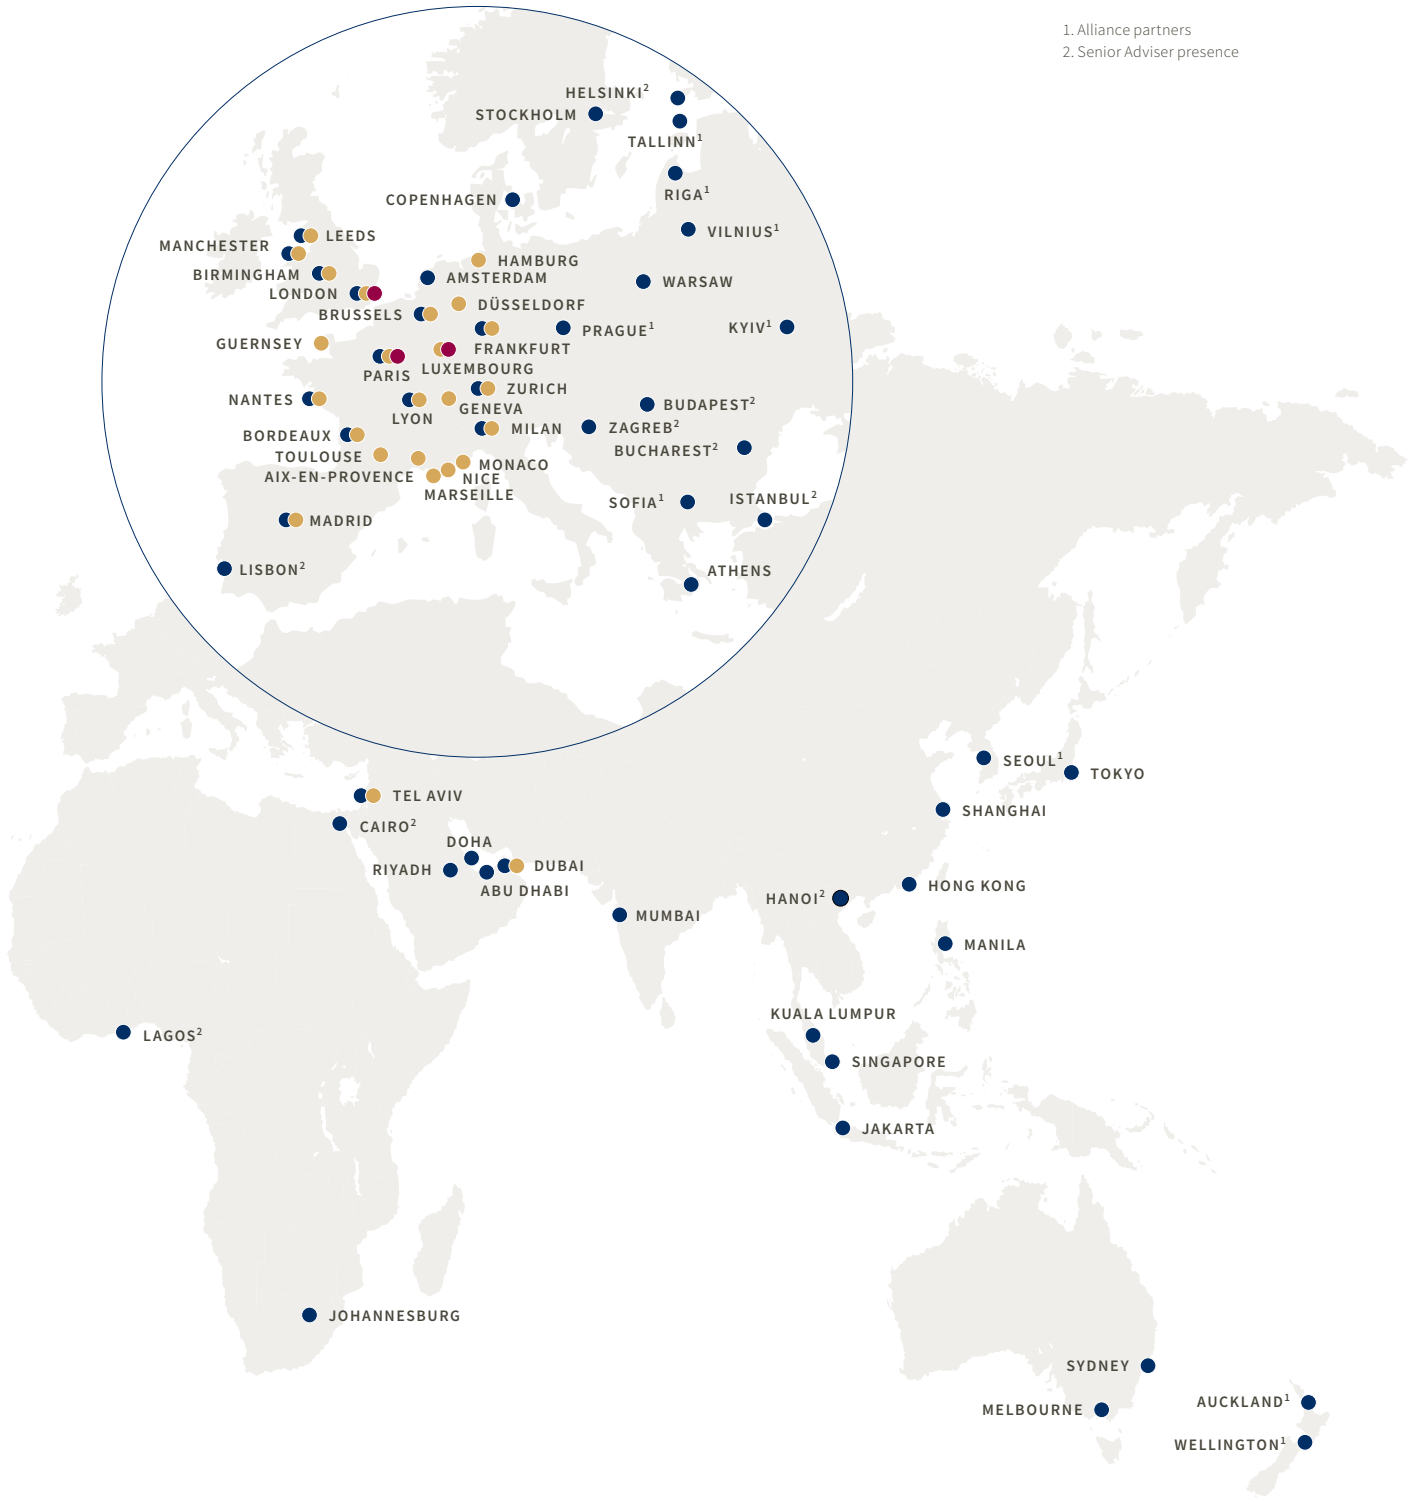 1. Alliance partners
2. Senior Adviser presence
HELSINKI²
STOCKHOLM
TALLINN¹
RIGA¹
COPENHAGEN
VILNIUS¹
LEEDS
MANCHESTER
HAMBURG
BIRMINGHAM
AMSTERDAM
WARSAW
LONDON
DÜSSELDORF
BRUSSELS
PRAGUE¹
KYIV¹
GUERNSEY
FRANKFURT
LUXEMBOURG
PARIS
ZURICH
NANTES
GENEVA
BUDAPEST²
LYON
MILAN
ZAGREB²
BORDEAUX
BUCHAREST²
TOULOUSE
MONACO
AIX-EN-PROVENCE
NICE
MARSEILLE
ISTANBUL²
SOFIA¹
MADRID
LISBON²
ATHENS
SEOUL¹
TOKYO
TEL AVIV
SHANGHAI
CAIRO²
DOHA
RIYADH
DUBAI
ABU DHABI
HONG KONG
HANOI²
MUMBAI
MANILA
KUALA LUMPUR
LAGOS²
SINGAPORE
JAKARTA
JOHANNESBURG
SYDNEY
AUCKLAND¹
MELBOURNE
WELLINGTON¹